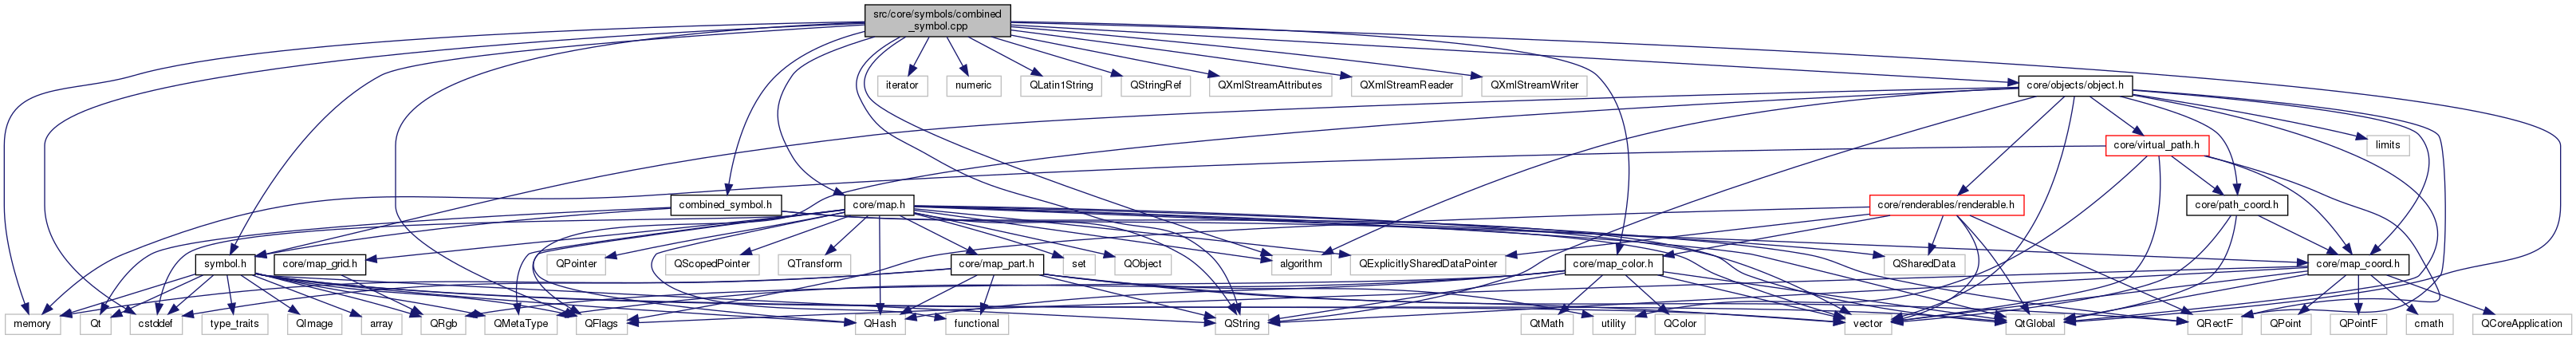 src/core/symbols/combined
_symbol.cpp
iterator
numeric
QLatin1String
QStringRef
QXmlStreamAttributes
QXmlStreamReader
QXmlStreamWriter
core/objects/object.h
core/virtual_path.h
limits
combined_symbol.h
core/map.h
core/renderables/renderable.h
core/path_coord.h
symbol.h
core/map_grid.h
QPointer
QScopedPointer
QTransform
core/map_part.h
set
QObject
algorithm
QExplicitlySharedDataPointer
core/map_color.h
QSharedData
core/map_coord.h
memory
Qt
cstddef
type_traits
QImage
array
QRgb
QMetaType
QFlags
QHash
functional
QString
QtMath
utility
QColor
vector
QtGlobal
QRectF
QPoint
QPointF
cmath
QCoreApplication